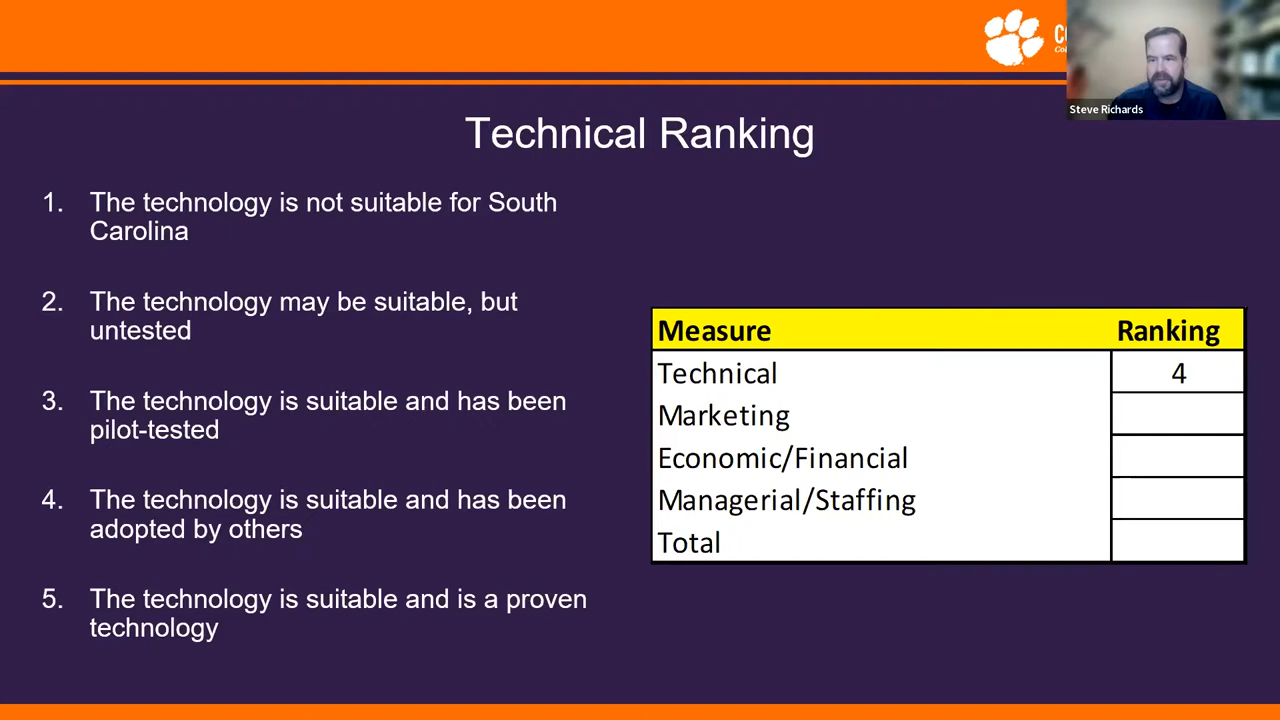 Steve Richards
Technical Ranking
1. The technology is not suitable for South
Carolina
2. The technology may be suitable, but
untested
3. The technology is suitable and has been
pilot-tested
4. The technology is suitable and has been
adopted by others
5. The technology is suitable and is a proven
technology
Measure Ranking
Technical 4
Marketing
Economic/Financial
Managerial/Staffing
Total